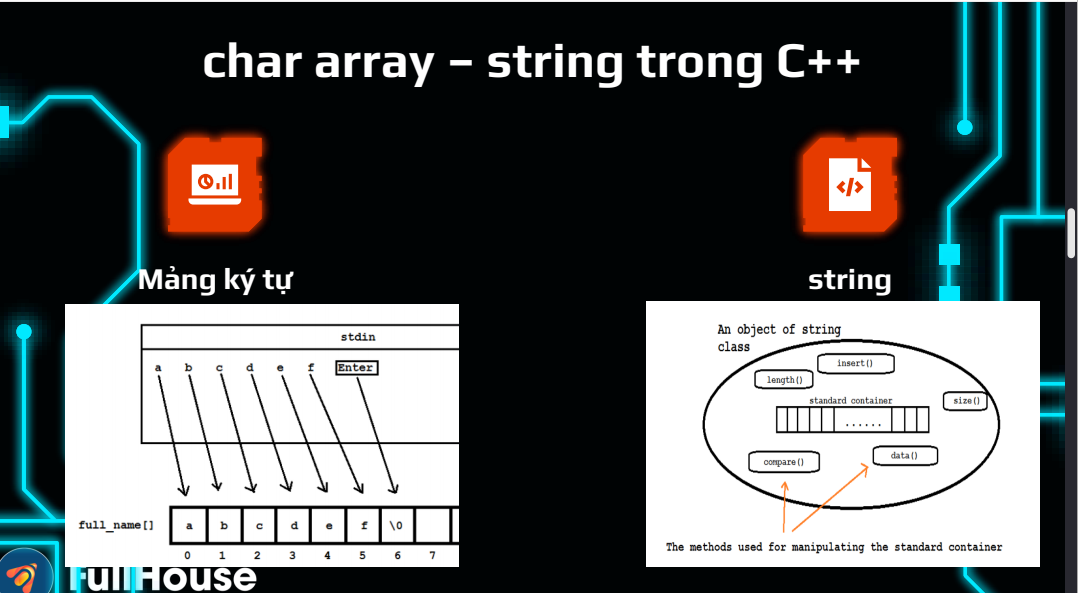 char array – string trong C++
Mảng ký tự
string
stdin
a b c d e f Enter
full_name[] a b c d e f \0
0 1 2 3 4 5 6 7
An object of string
class
insert()
length()
standard container
size()
......
compare()
data()
The methods used for manipulating the standard container
FullHouse